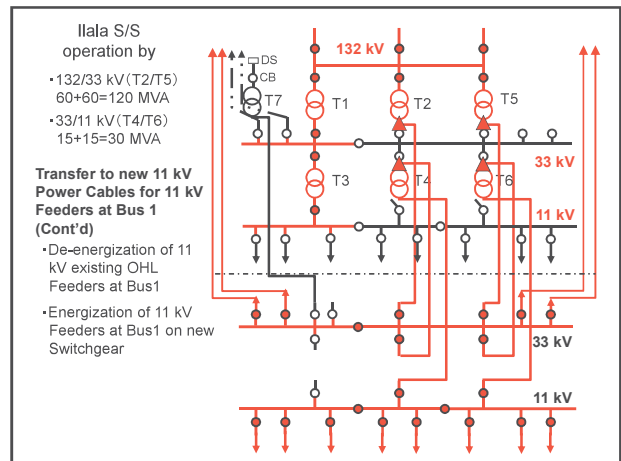 Ilala S/S
operation by
・132/33 kV(T2/T5)
60+60=120 MVA
・33/11 kV(T4/T6)
15+15=30 MVA
Transfer to new 11 kV
Power Cables for 11 kV
Feeders at Bus 1
(Cont'd)
・De-energization of 11
kV existing OHL
Feeders at Bus1
・Energization of 11 kV
Feeders at Bus1 on new
Switchgear
132 kV
DS
CB
T7
T1
T2
T5
33 kV
T3
T4
T6
11 kV
33 kV
11 kV